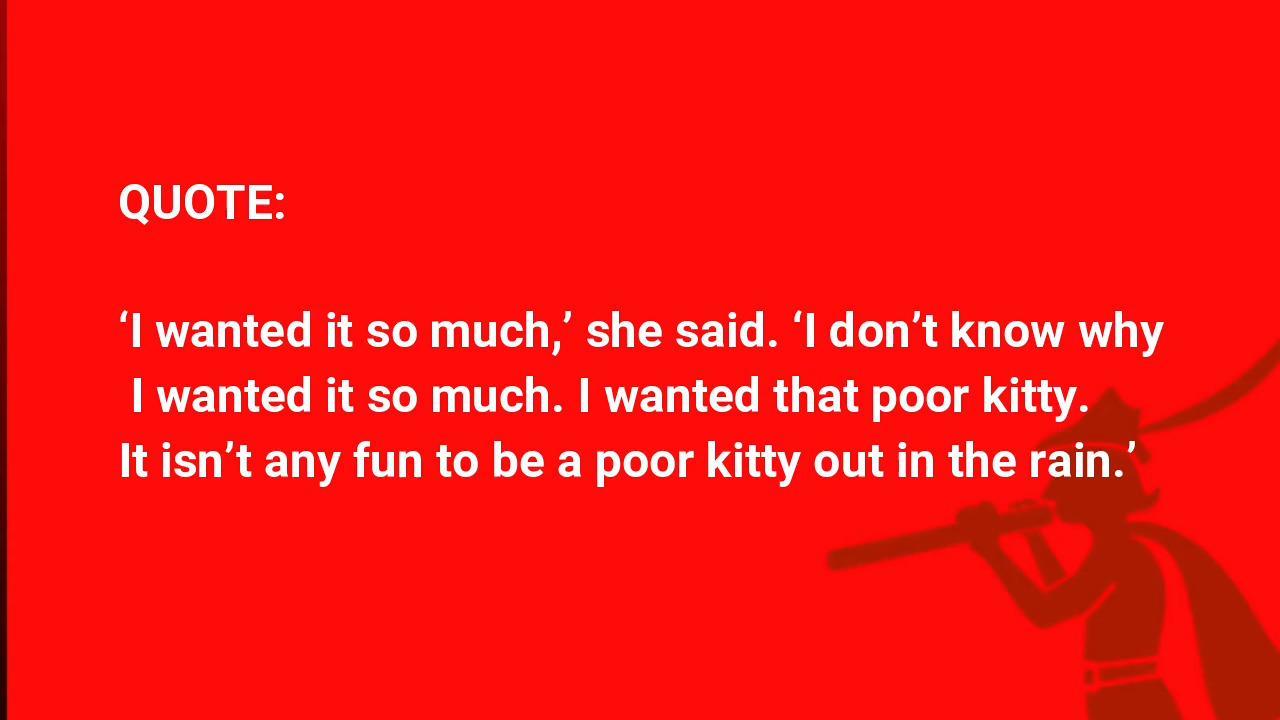 QUOTE:
‘I wanted it so much,’ she said. ‘I don’t know why
I wanted it so much. I wanted that poor kitty.
It isn’t any fun to be a poor kitty out in the rain.’